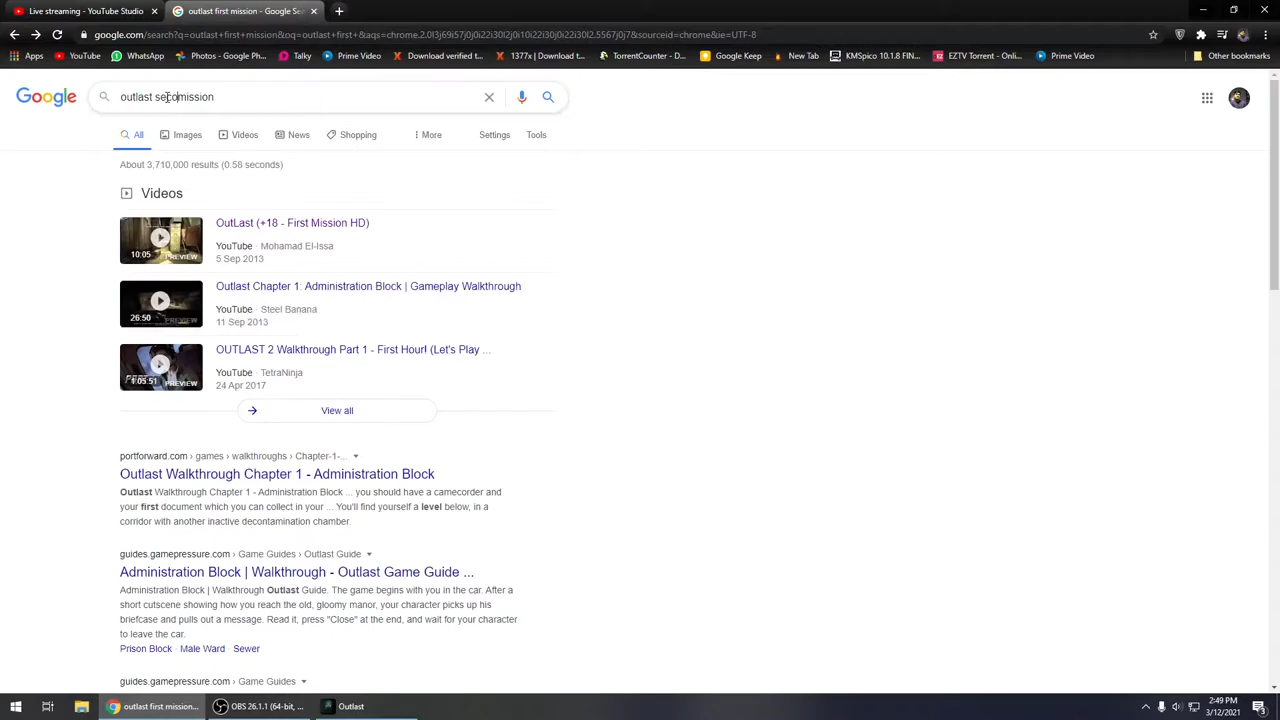 Live streaming - YouTube Studio
outlast first mission - Google Se
google.com/search?q=outlast+first+mission&oq=outlast+first+&aqs=chrome.2.0l3j69i57j0j0i22i30l2j0i10i22i30j0i22i30l2.5567j0j7&sourceid=chrome&ie=UTF-8
Apps YouTube WhatsApp Photos - Google Ph... Talky Download verified t... 1377x | Download t... TorrentCounter - D... Google Keep New Tab KMSpico 10.1.8 FIN... EZTV Torrent - Onli... Prime Video Other bookmarks
Google
outlast secomission
All Images Videos News Shopping More Settings Tools
About 3,710,000 results (0.58 seconds)
Videos
OutLast (+18 - First Mission HD)
YouTube · Mohamad El-Issa
5 Sep 2013
10:05 PREVIEW
Outlast Chapter 1: Administration Block | Gameplay Walkthrough
YouTube · Steel Banana
11 Sep 2013
26:50 PREVIEW
OUTLAST 2 Walkthrough Part 1 - First Hour! (Let's Play ...
YouTube · TetraNinja
24 Apr 2017
1:05:51 PREVIEW
View all
portforward.com › games › walkthroughs › Chapter-1-...
Outlast Walkthrough Chapter 1 - Administration Block
Outlast Walkthrough Chapter 1 - Administration Block ... you should have a camecorder and
your first document which you can collect in your ... You'll find yourself a level below, in a
corridor with another inactive decontamination chamber.
guides.gamepressure.com › Game Guides › Outlast Guide
Administration Block | Walkthrough - Outlast Game Guide ...
Administration Block | Walkthrough Outlast Guide. The game begins with you in the car. After a
short cutscene showing how you reach the old, gloomy manor, your character picks up his
briefcase and pulls out a message. Read it, press "Close" at the end, and wait for your character
to leave the car.
Prison Block · Male Ward · Sewer
guides.gamepressure.com › Game Guides
outlast first mission... OBS 26.1.1 (64-bit, ... Outlast
2:49 PM
3/12/2021
3